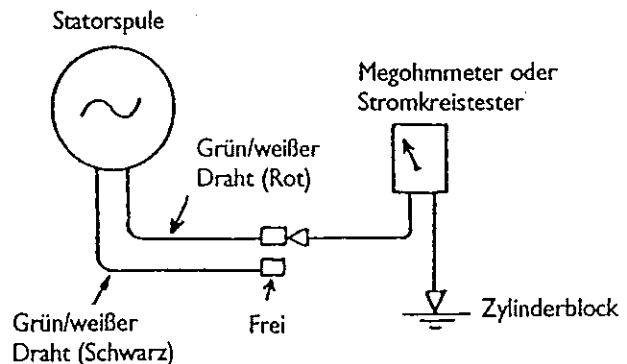 Statorspule
Megohmmeter oder
Stromkreistester
Grün/weißer
Draht (Rot)
Grün/weißer
Draht (Schwarz)
Frei
Zylinderblock